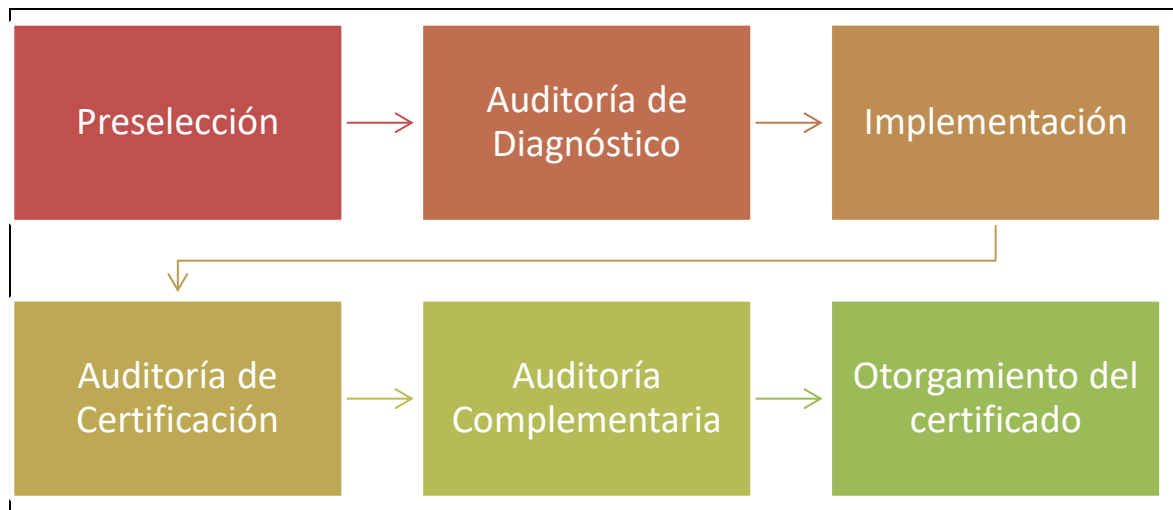 Preselección
Auditoría de
Diagnóstico
Implementación
Auditoría de
Certificación
Auditoría
Complementaria
Otorgamiento del
certificado